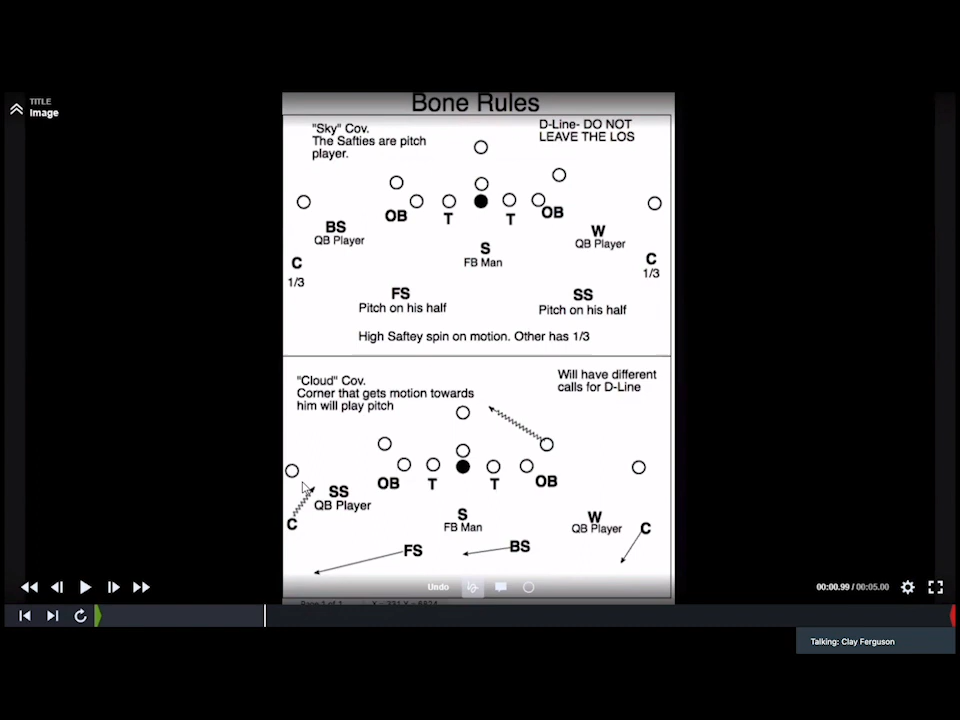 TITLE
Image
Bone Rules
"Sky" Cov.
The Safties are pitch
player.
D-Line- DO NOT
LEAVE THE LOS
BS
QB Player
OB
T
T
OB
W
QB Player
S
FB Man
C
1/3
C
1/3
FS
Pitch on his half
SS
Pitch on his half
High Saftey spin on motion. Other has 1/3
"Cloud" Cov.
Corner that gets motion towards
him will play pitch
Will have different
calls for D-Line
OB
T
T
OB
SS
QB Player
C
S
FB Man
W
QB Player
C
FS
BS
Undo
00:00.99 / 00:05.00
Talking: Clay Ferguson